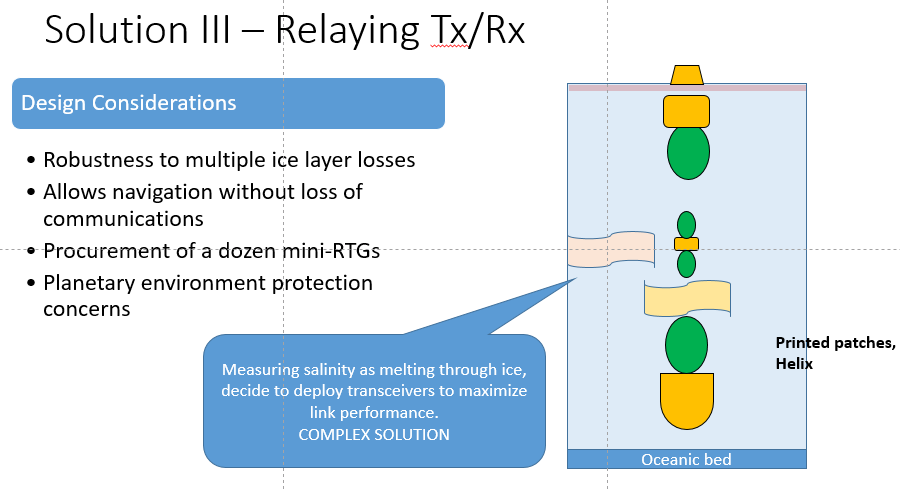 Solution III – Relaying Tx/Rx
Design Considerations
• Robustness to multiple ice layer losses
• Allows navigation without loss of
communications
• Procurement of a dozen mini-RTGs
• Planetary environment protection
concerns
Measuring salinity as melting through ice,
decide to deploy transceivers to maximize
link performance.
COMPLEX SOLUTION
Printed patches,
Helix
Oceanic bed